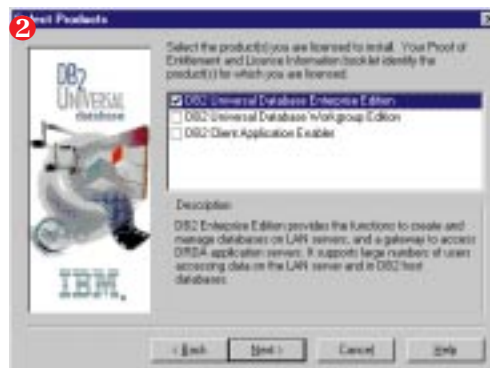 2
Select Products
Select the product(s) you are licensed to install. Your Proof of
Entitlement and License Information booklet identify the
product(s) for which you are licensed.
DB2 Universal Database Enterprise Edition
DB2 Universal Database Workgroup Edition
DB2 Client Application Enabler
Description
DB2 Enterprise Edition provides the functions to create and
manage databases on LAN servers, and a gateway to access
DRDA application servers. It supports large numbers of users
accessing data on the LAN server and in DB2 host
databases.
DB2
UNIVERSAL
database
IBM.
< Back
Next >
Cancel
Help